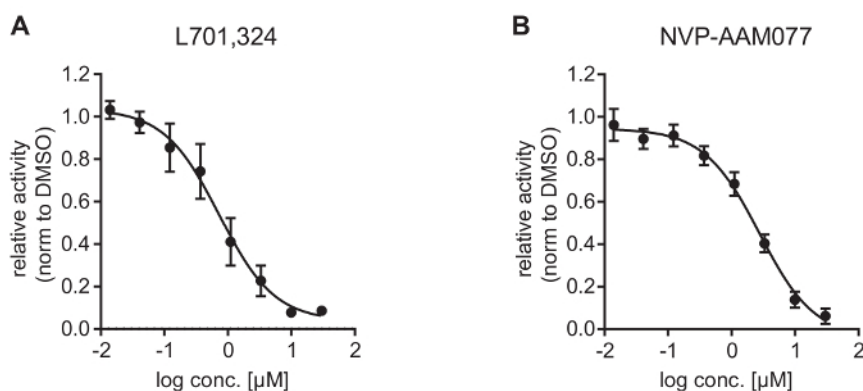 A
L701,324
relative activity
(norm to DMSO)
1.2
1.0
0.8
0.6
0.4
0.2
0.0
-2
-1
0
1
2
log conc. [µM]
B
NVP-AAM077
relative activity
(norm to DMSO)
1.2
1.0
0.8
0.6
0.4
0.2
0.0
-2
-1
0
1
2
log conc. [µM]